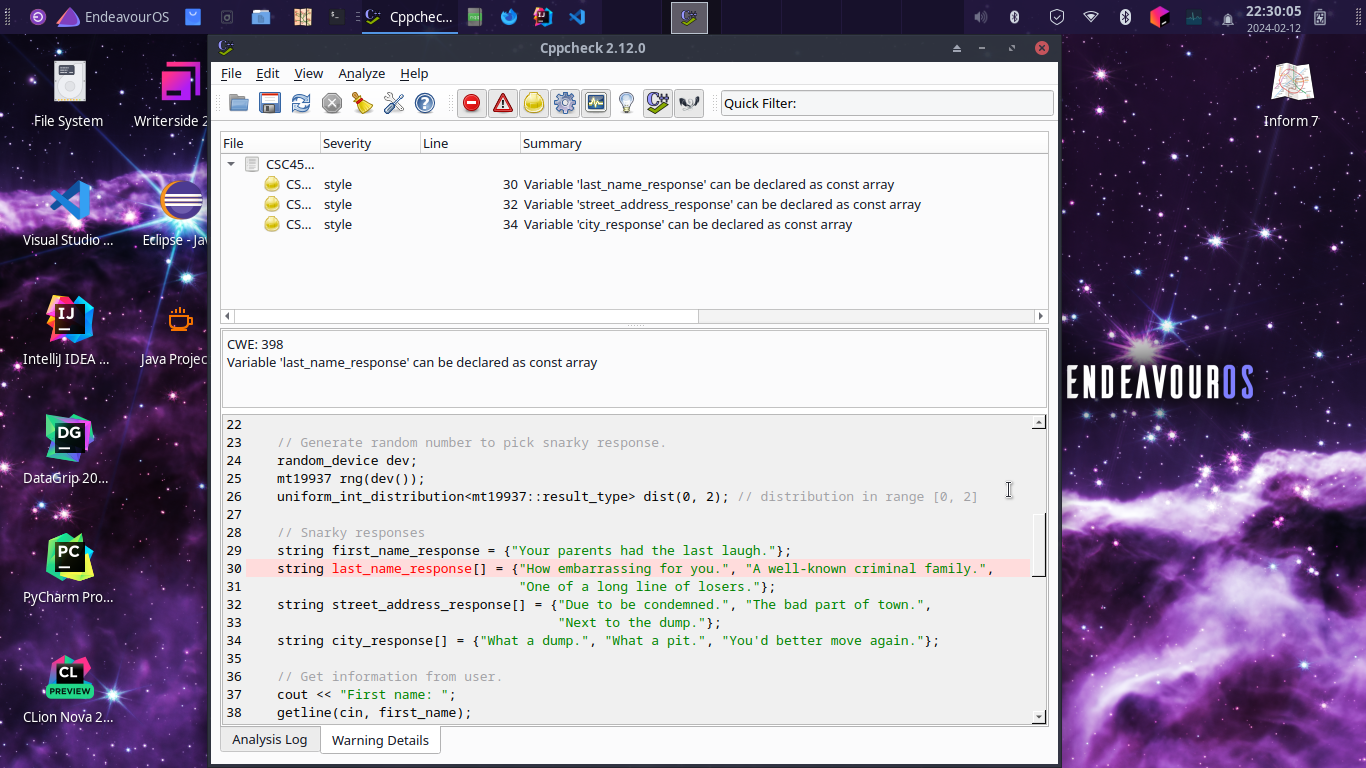 EndeavourOS
Cppchec...
22:30:05
2024-02-12
Cppcheck 2.12.0
File Edit View Analyze Help
Quick Filter:
File Severity Line Summary
CSC45...
CS... style 30 Variable 'last_name_response' can be declared as const array
CS... style 32 Variable 'street_address_response' can be declared as const array
CS... style 34 Variable 'city_response' can be declared as const array
CWE: 398
Variable 'last_name_response' can be declared as const array
22
23 // Generate random number to pick snarky response.
24 random_device dev;
25 mt19937 rng(dev());
26 uniform_int_distribution<mt19937::result_type> dist(0, 2); // distribution in range [0, 2]
27
28 // Snarky responses
29 string first_name_response = {"Your parents had the last laugh."};
30 string last_name_response[] = {"How embarrassing for you.", "A well-known criminal family.",
31 "One of a long line of losers."};
32 string street_address_response[] = {"Due to be condemned.", "The bad part of town.",
33 "Next to the dump."};
34 string city_response[] = {"What a dump.", "What a pit.", "You'd better move again."};
35
36 // Get information from user.
37 cout << "First name: ";
38 getline(cin, first_name);
Analysis Log Warning Details
File System
Writerside 2
Visual Studio ...
Eclipse - Jav
IJ
IntelliJ IDEA ...
Java Projec
DG
DataGrip 20...
PC
PyCharm Pro...
CL
PREVIEW
CLion Nova 2...
Inform 7
ENDEAVOUROS